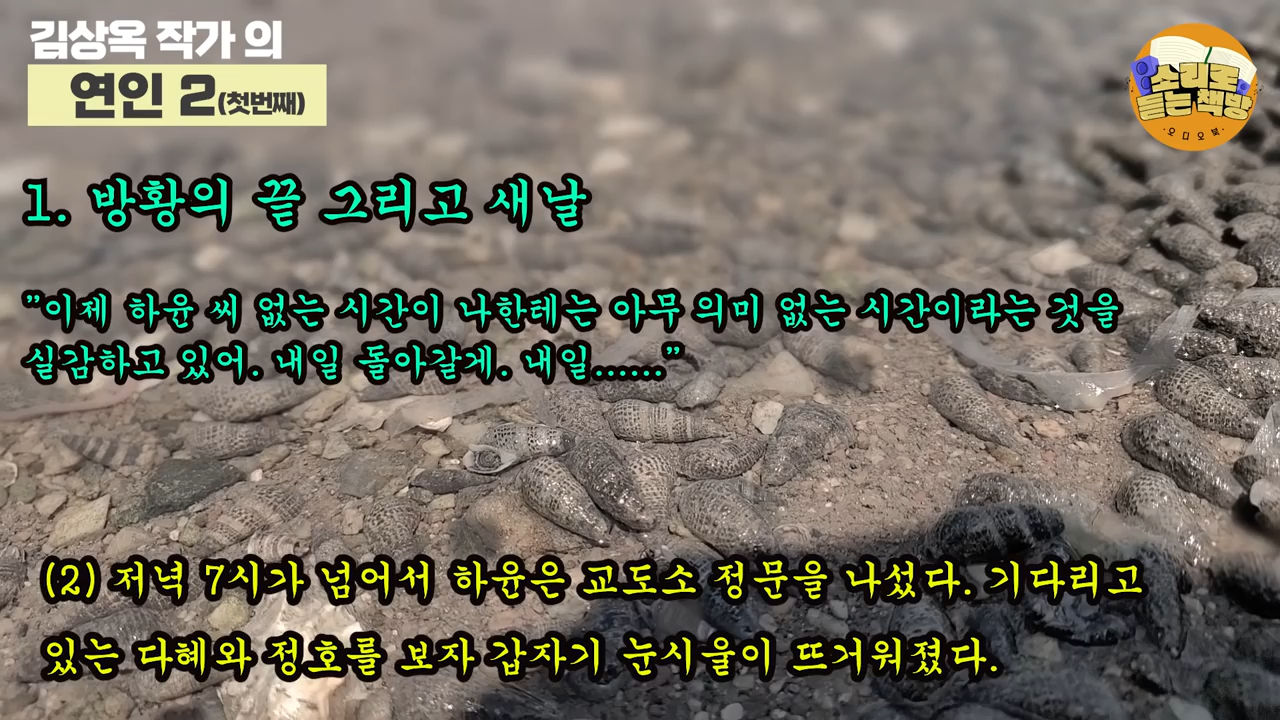 김상옥 작가 의
연인 2(첫번째)
소리로
듣는 책방
·오디오북·
1. 방황의 끝 그리고 새날
”이제 하윤 씨 없는 시간이 나한테는 아무 의미 없는 시간이라는 것을
실감하고 있어. 내일 돌아갈게. 내일......”
(2) 저녁 7시가 넘어서 하윤은 교도소 정문을 나섰다. 기다리고
있는 다혜와 정호를 보자 갑자기 눈시울이 뜨거워졌다.